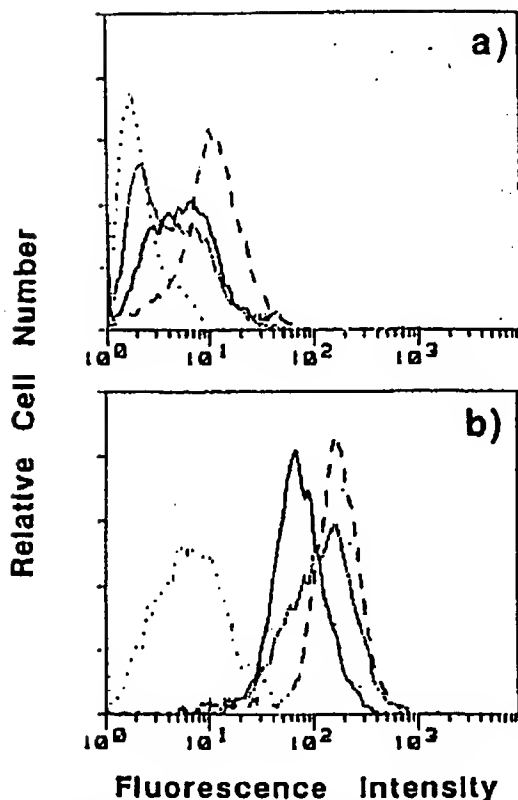 a)
10⁰ 10¹ 10² 10³
b)
10⁰ 10¹ 10² 10³
Relative Cell Number
Fluorescence Intensity